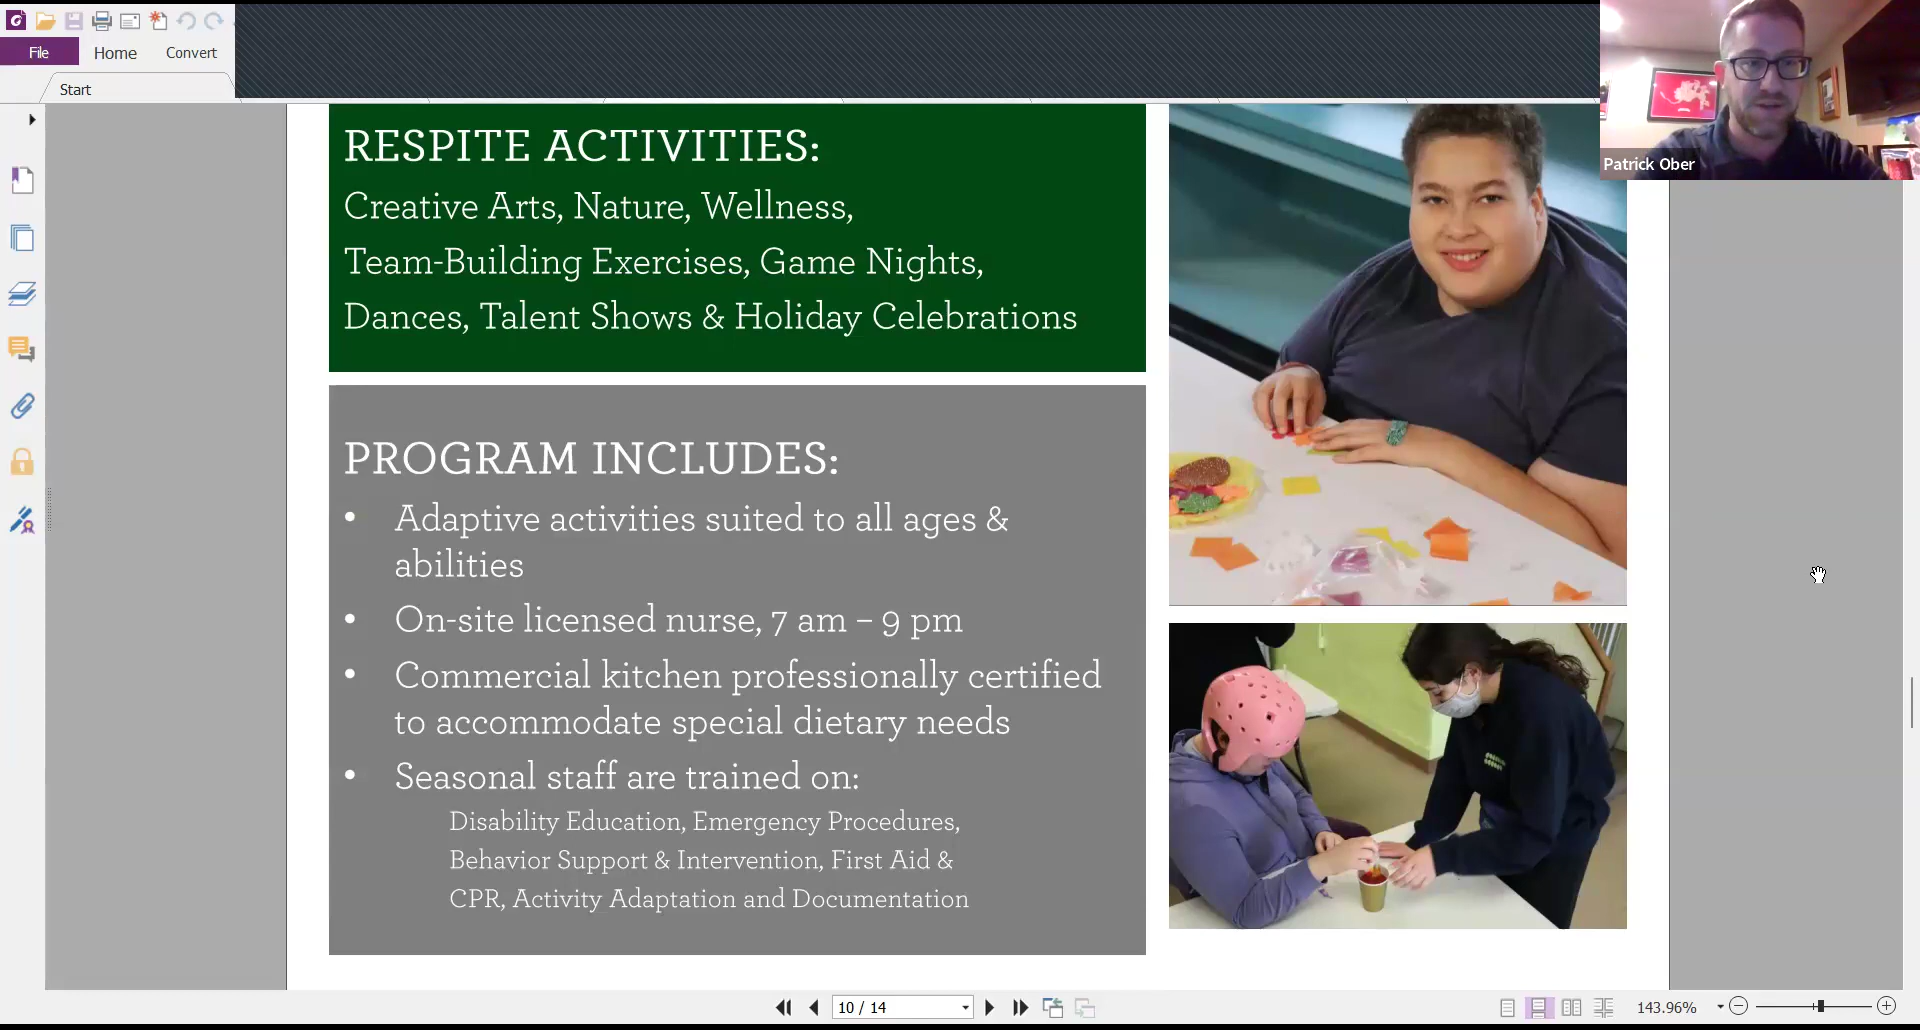 File
Home
Convert
Start
Patrick Ober
RESPITE ACTIVITIES:
Creative Arts, Nature, Wellness,
Team-Building Exercises, Game Nights,
Dances, Talent Shows & Holiday Celebrations
PROGRAM INCLUDES:
• Adaptive activities suited to all ages &
abilities
• On-site licensed nurse, 7 am – 9 pm
• Commercial kitchen professionally certified
to accommodate special dietary needs
• Seasonal staff are trained on:
Disability Education, Emergency Procedures,
Behavior Support & Intervention, First Aid &
CPR, Activity Adaptation and Documentation
10 / 14
143.96%